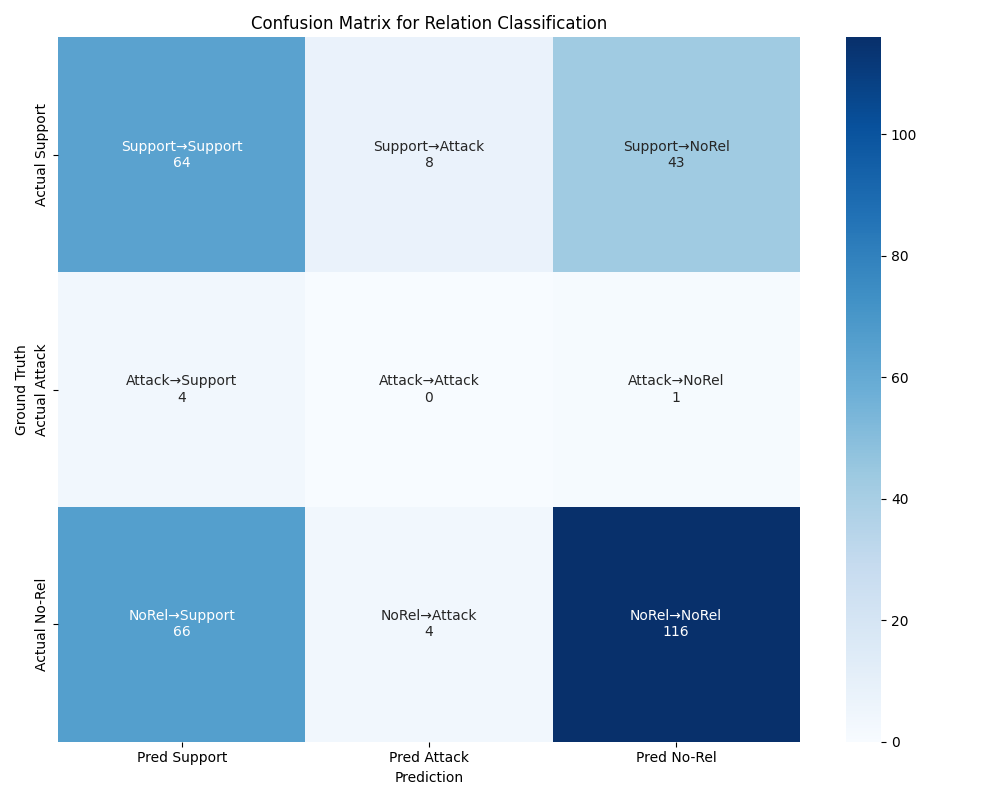 Confusion Matrix for Relation Classification
Ground Truth
Actual Support
Actual Attack
Actual No-Rel
Support→Support
64
Support→Attack
8
Support→NoRel
43
Attack→Support
4
Attack→Attack
0
Attack→NoRel
1
NoRel→Support
66
NoRel→Attack
4
NoRel→NoRel
116
Pred Support
Pred Attack
Pred No-Rel
Prediction
100
80
60
40
20
0